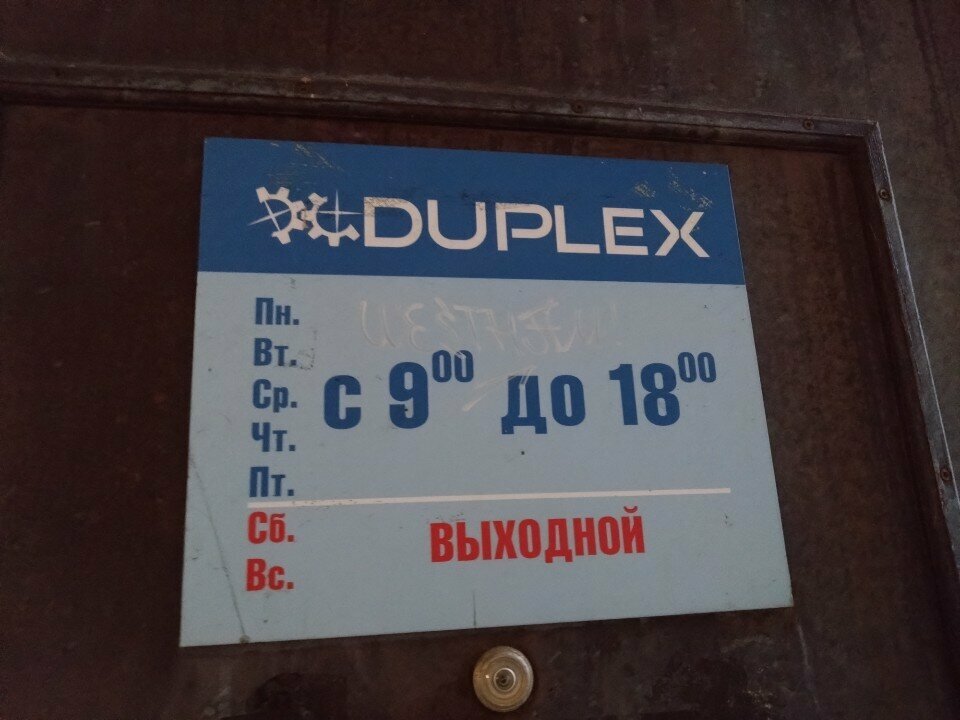 DUPLEX
Пн.
Вт.
Ср.
Чт.
Пт.
с 9⁰⁰ до 18⁰⁰
Сб.
Вс.
ВЫХОДНОЙ